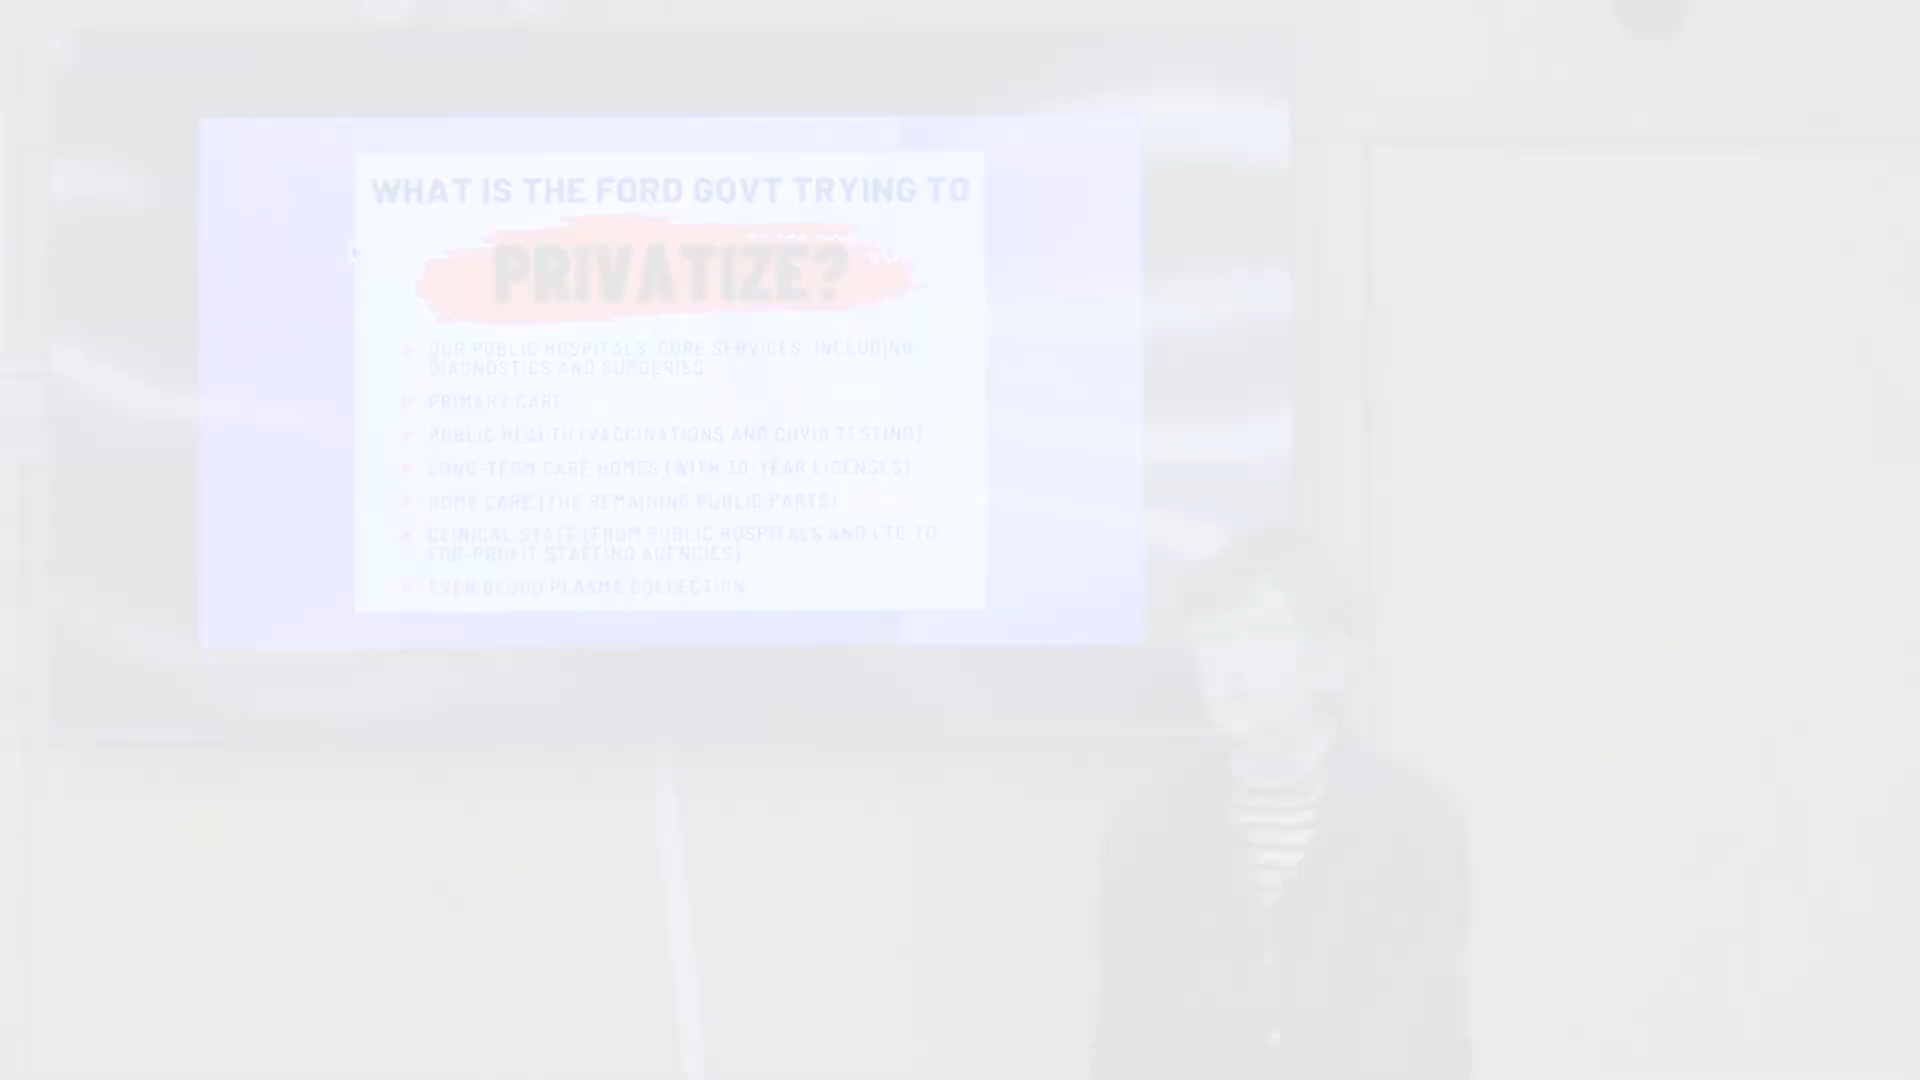 WHAT IS THE FORD GOVT TRYING TO
PRIVATIZE?
OUR PUBLIC HOSPITALS' CORE SERVICES, INCLUDING
DIAGNOSTICS AND SURGERIES
PRIMARY CARE
PUBLIC HEALTH (VACCINATIONS AND COVID TESTING)
LONG-TERM CARE HOMES (WITH 30-YEAR LICENSES)
HOME CARE (THE REMAINING PUBLIC PARTS)
CLINICAL STAFF (FROM PUBLIC HOSPITALS AND LTC TO
FOR-PROFIT STAFFING AGENCIES)
EVEN BLOOD PLASMA COLLECTION